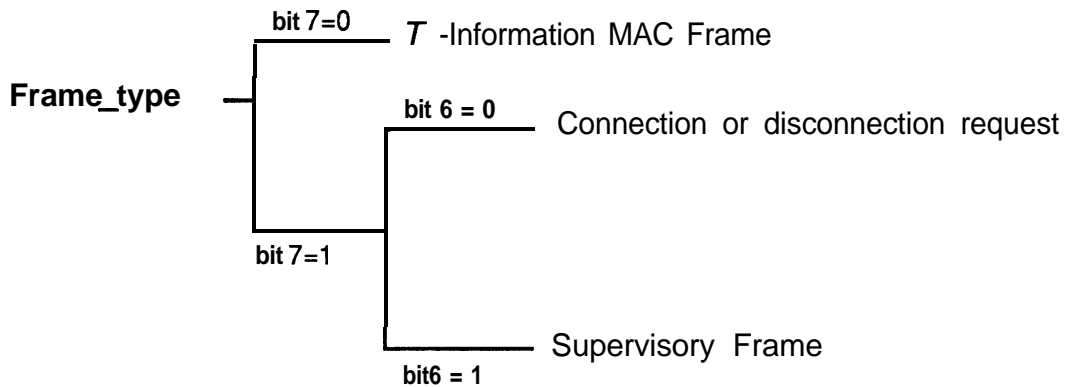 bit 7=0
T -Information MAC Frame
Frame_type
bit 6 = 0
Connection or disconnection request
bit 7=1
Supervisory Frame
bit6 = 1